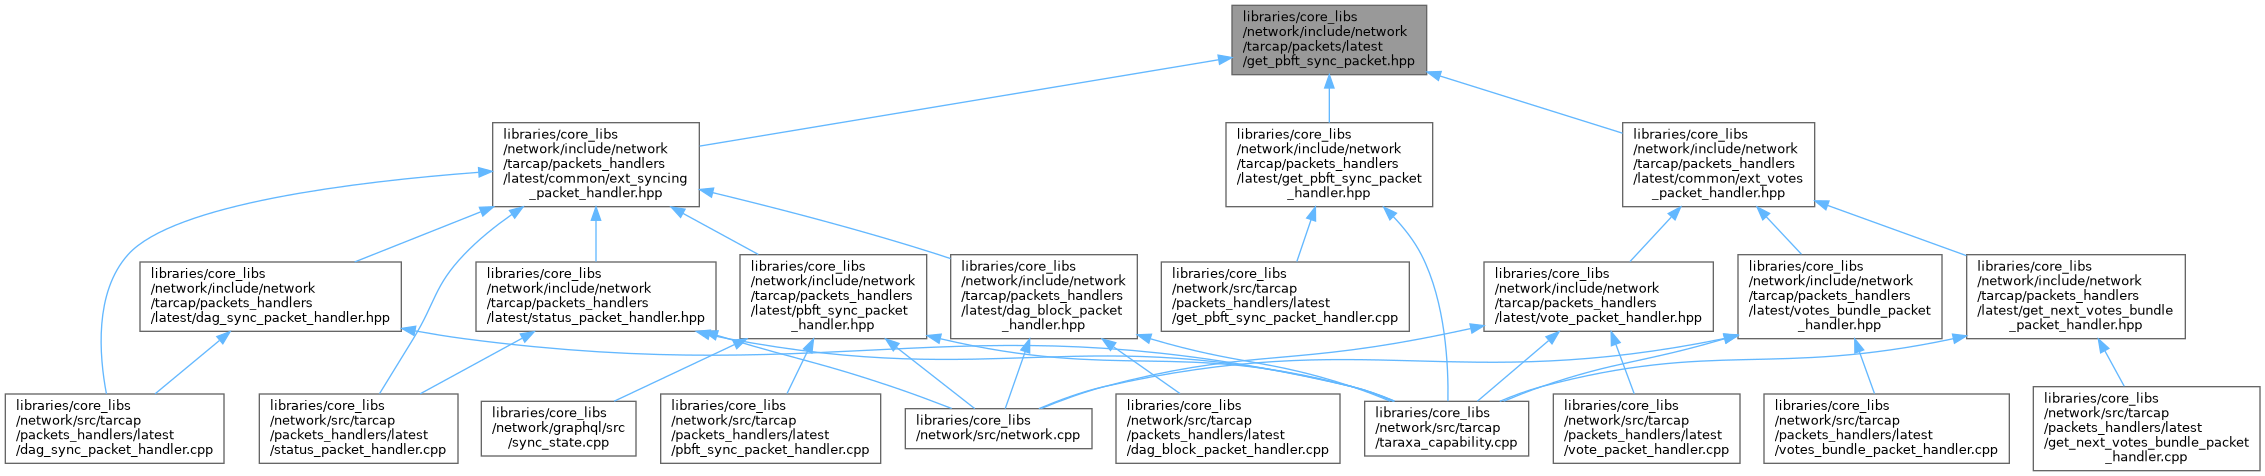 libraries/core_libs
/network/include/network
/tarcap/packets/latest
/get_pbft_sync_packet.hpp
libraries/core_libs
/network/include/network
/tarcap/packets_handlers
/latest/common/ext_syncing
_packet_handler.hpp
libraries/core_libs
/network/include/network
/tarcap/packets_handlers
/latest/get_pbft_sync_packet
_handler.hpp
libraries/core_libs
/network/include/network
/tarcap/packets_handlers
/latest/common/ext_votes
_packet_handler.hpp
libraries/core_libs
/network/include/network
/tarcap/packets_handlers
/latest/dag_sync_packet_handler.hpp
libraries/core_libs
/network/include/network
/tarcap/packets_handlers
/latest/status_packet_handler.hpp
libraries/core_libs
/network/include/network
/tarcap/packets_handlers
/latest/pbft_sync_packet
_handler.hpp
libraries/core_libs
/network/include/network
/tarcap/packets_handlers
/latest/dag_block_packet
_handler.hpp
libraries/core_libs
/network/src/tarcap
/packets_handlers/latest
/get_pbft_sync_packet_handler.cpp
libraries/core_libs
/network/include/network
/tarcap/packets_handlers
/latest/vote_packet_handler.hpp
libraries/core_libs
/network/include/network
/tarcap/packets_handlers
/latest/votes_bundle_packet
_handler.hpp
libraries/core_libs
/network/include/network
/tarcap/packets_handlers
/latest/get_next_votes_bundle
_packet_handler.hpp
libraries/core_libs
/network/src/tarcap
/packets_handlers/latest
/dag_sync_packet_handler.cpp
libraries/core_libs
/network/src/tarcap
/packets_handlers/latest
/status_packet_handler.cpp
libraries/core_libs
/network/graphql/src
/sync_state.cpp
libraries/core_libs
/network/src/tarcap
/packets_handlers/latest
/pbft_sync_packet_handler.cpp
libraries/core_libs
/network/src/network.cpp
libraries/core_libs
/network/src/tarcap
/packets_handlers/latest
/dag_block_packet_handler.cpp
libraries/core_libs
/network/src/tarcap
/taraxa_capability.cpp
libraries/core_libs
/network/src/tarcap
/packets_handlers/latest
/vote_packet_handler.cpp
libraries/core_libs
/network/src/tarcap
/packets_handlers/latest
/votes_bundle_packet_handler.cpp
libraries/core_libs
/network/src/tarcap
/packets_handlers/latest
/get_next_votes_bundle_packet
_handler.cpp